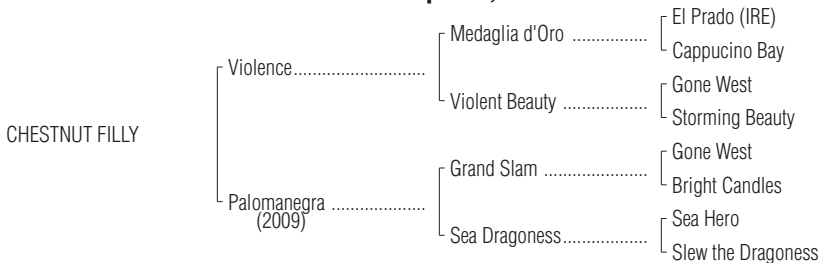 El Prado (IRE)
Medaglia d'Oro ................
Cappucino Bay
Violence............................
Gone West
Violent Beauty ..................
Storming Beauty
CHESTNUT FILLY
Gone West
Grand Slam ......................
Bright Candles
Palomanegra ....................
(2009)
Sea Hero
Sea Dragoness..................
Slew the Dragoness